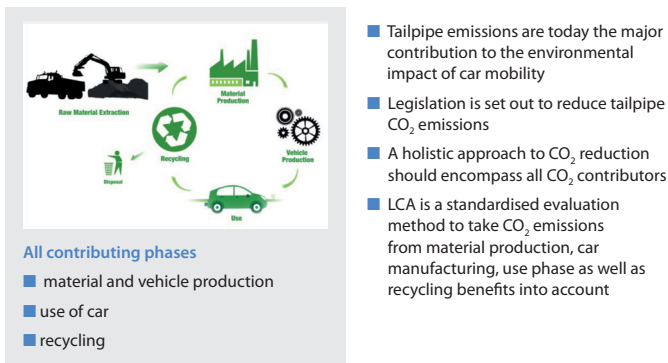 Raw Material Extraction
Material
Production
Recycling
Vehicle
Production
Disposal
Use
All contributing phases
■ material and vehicle production
■ use of car
■ recycling
■ Tailpipe emissions are today the major
contribution to the environmental
impact of car mobility
■ Legislation is set out to reduce tailpipe
CO₂ emissions
■ A holistic approach to CO₂ reduction
should encompass all CO₂ contributors
■ LCA is a standardised evaluation
method to take CO₂ emissions
from material production, car
manufacturing, use phase as well as
recycling benefits into account